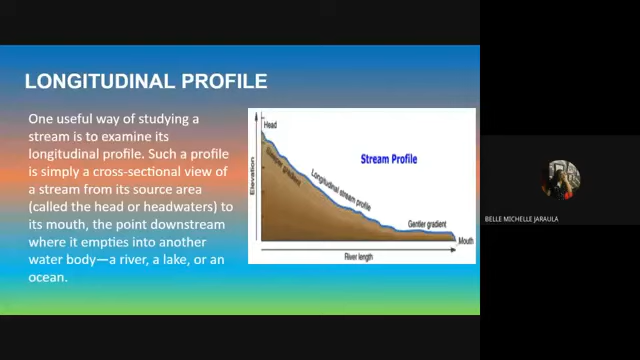 LONGITUDINAL PROFILE
One useful way of studying a
stream is to examine its
longitudinal profile. Such a profile
is simply a cross-sectional view of
a stream from its source area
(called the head or headwaters) to
its mouth, the point downstream
where it empties into another
water body—a river, a lake, or an
ocean.
Head
Stream Profile
Steeper gradient
Longitudinal stream profile
Elevation
Gentler gradient
Mouth
River length
BELLE MICHELLE JARAULA